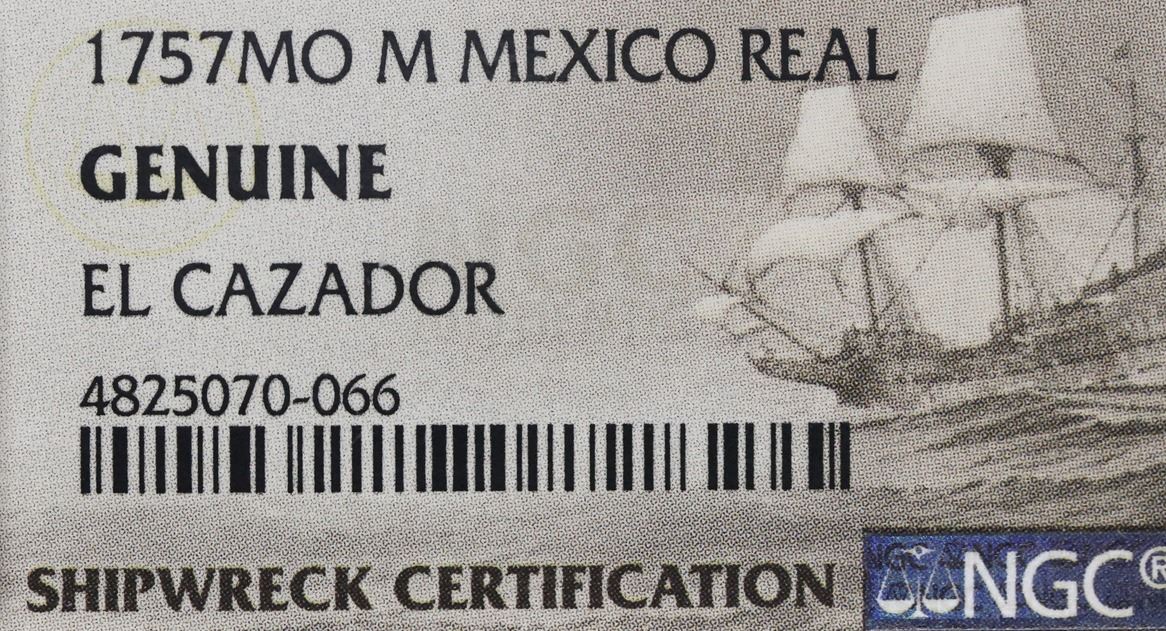 1757MO M MEXICO REAL
GENUINE
EL CAZADOR
4825070-066
SHIPWRECK CERTIFICATION
NGC®